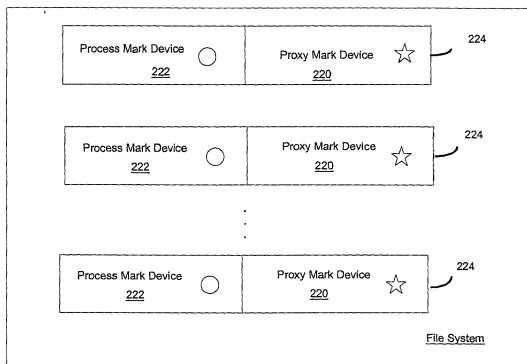 Process Mark Device
222
Proxy Mark Device
220
224
Process Mark Device
222
Proxy Mark Device
220
224
Process Mark Device
222
Proxy Mark Device
220
224
File System